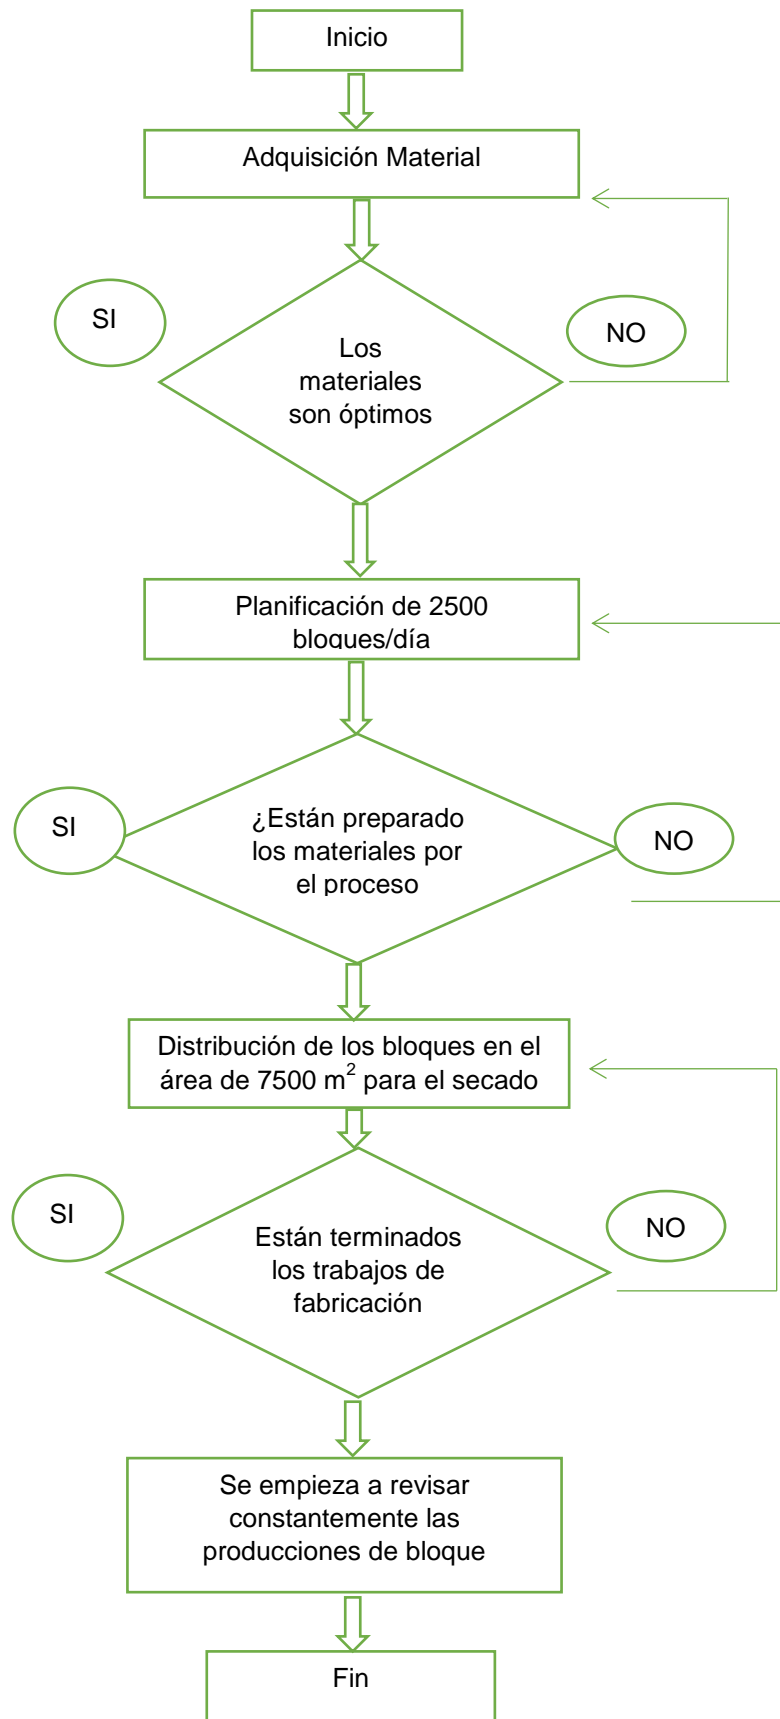 Inicio
Adquisición Material
SI
NO
Los
materiales
son óptimos
Planificación de 2500
bloques/día
SI
¿Están preparado
los materiales por
el proceso
NO
Distribución de los bloques en el
área de 7500 m² para el secado
SI
NO
Están terminados
los trabajos de
fabricación
Se empieza a revisar
constantemente las
producciones de bloque
Fin